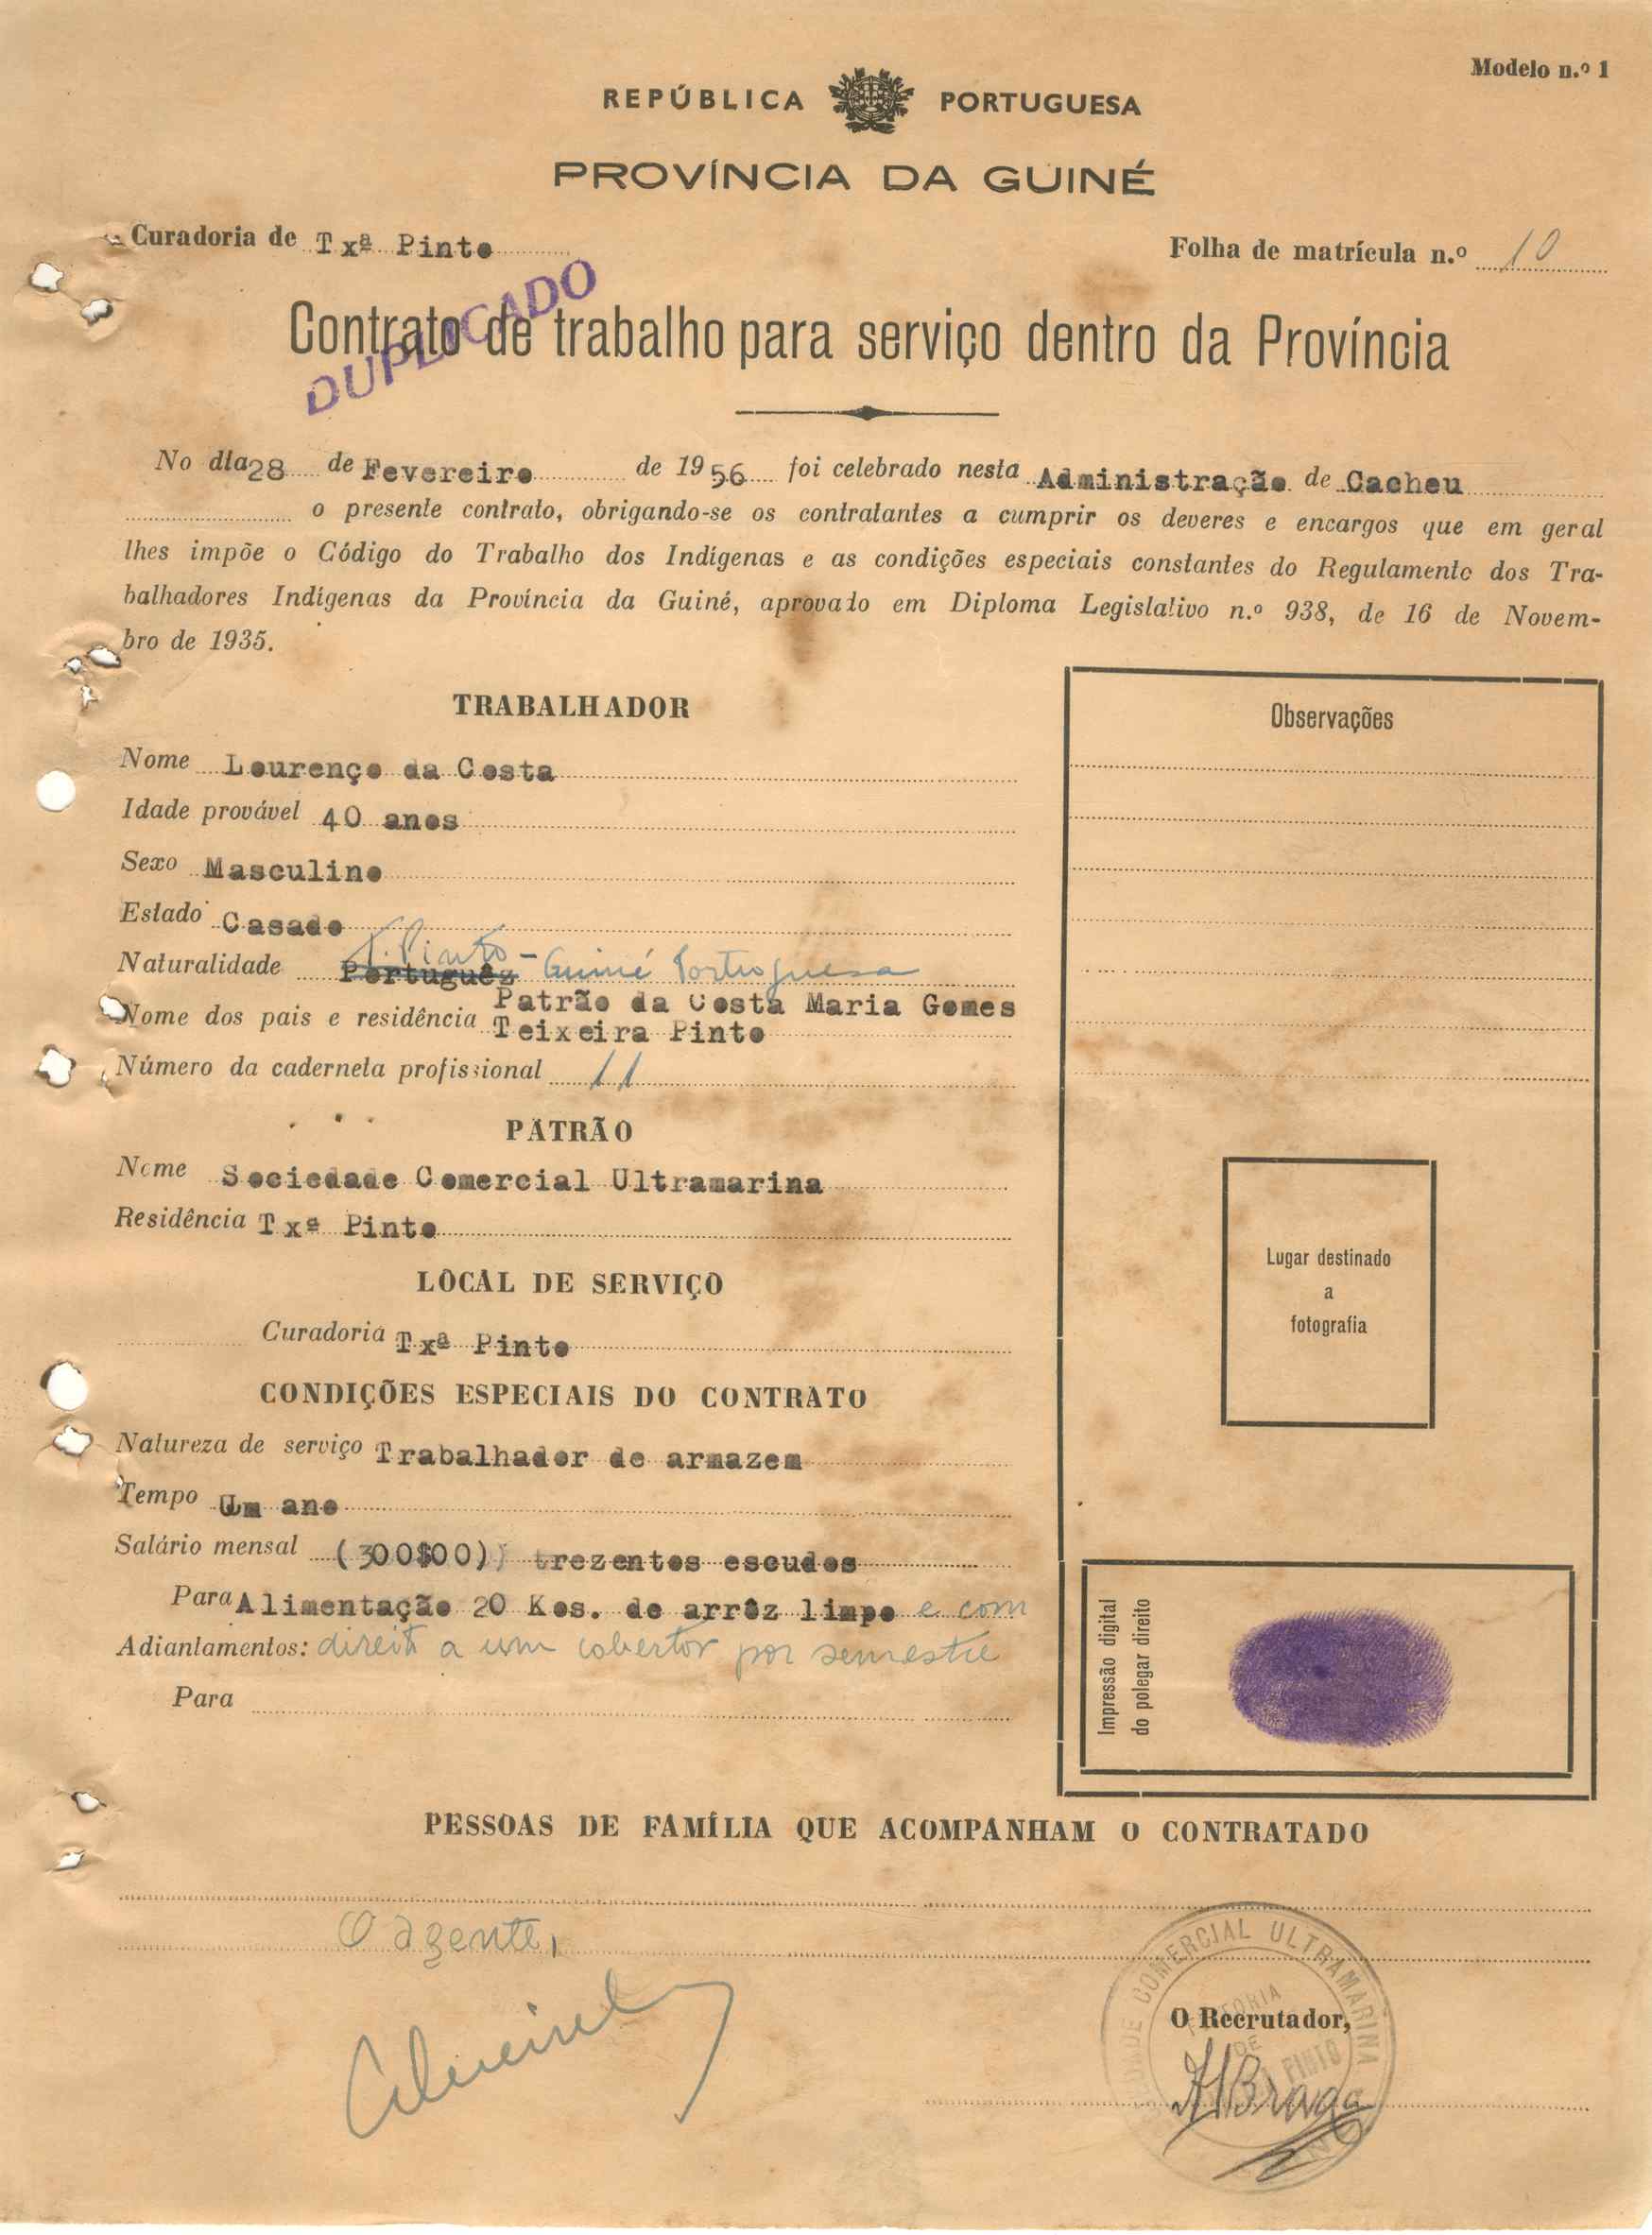 Modelo n.º 1
REPÚBLICA PORTUGUESA
PROVÍNCIA DA GUINÉ
Curadoria de Txª Pinto
Folha de matrícula n.º 10
DUPLICADO
Contrato de trabalho para serviço dentro da Província
No dia 28 de Fevereiro de 1956 foi celebrado nesta Administração de Cacheu
o presente contrato, obrigando-se os contratantes a cumprir os deveres e encargos que em geral
lhes impõe o Código do Trabalho dos Indígenas e as condições especiais constantes do Regulamento dos Tra-
balhadores Indígenas da Província da Guiné, aprovado em Diploma Legislativo n.º 938, de 16 de Novem-
bro de 1935.
TRABALHADOR
Nome Lourenço da Costa
Idade provável 40 anos
Sexo Masculino
Estado Casado
Naturalidade Português T. Pinto - Guiné Portuguesa
Nome dos pais e residência Patrão da Costa Maria Gomes
Teixeira Pinto
Número da caderneta profissional 11
PATRÃO
Nome Sociedade Comercial Ultramarina
Residência Txª Pinto
LOCAL DE SERVIÇO
Curadoria Txª Pinto
CONDIÇÕES ESPECIAIS DO CONTRATO
Natureza de serviço Trabalhador de armazem
Tempo Um ano
Salário mensal (300$00)) trezentos escudos
Para Alimentação 20 Kos. de arrôz limpo e com
Adiantamentos: direito a um cobertor por semestre
Para
Observações
Lugar destinado
a
fotografia
Impressão digital
do polegar direito
PESSOAS DE FAMÍLIA QUE ACOMPANHAM O CONTRATADO
O agente,
COMERCIAL ULTRAMARINA
DE
PINTO
O Recrutador,
Braga